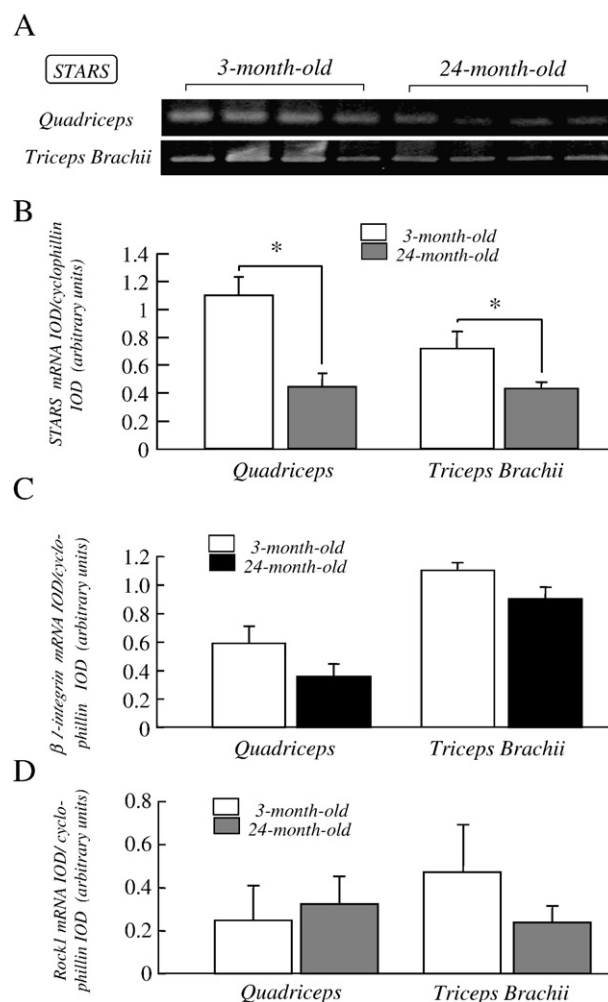 A
STARS
3-month-old 24-month-old
Quadriceps
Triceps Brachii
B
STARS mRNA IOD/cyclophillin
IOD (arbitrary units)
1.4
1.2
1
0.8
0.6
0.4
0.2
0
3-month-old
24-month-old
*
*
Quadriceps Triceps Brachii
C
β1-integrin mRNA IOD/cyclo-
phillin IOD (arbitrary units)
1.2
1.0
0.8
0.6
0.4
0.2
0
3-month-old
24-month-old
Quadriceps Triceps Brachii
D
Rock1 mRNA IOD/ cyclo-
phillin IOD (arbitrary units)
0.8
0.6
0.4
0.2
0
3-month-old
24-month-old
Quadriceps Triceps Brachii